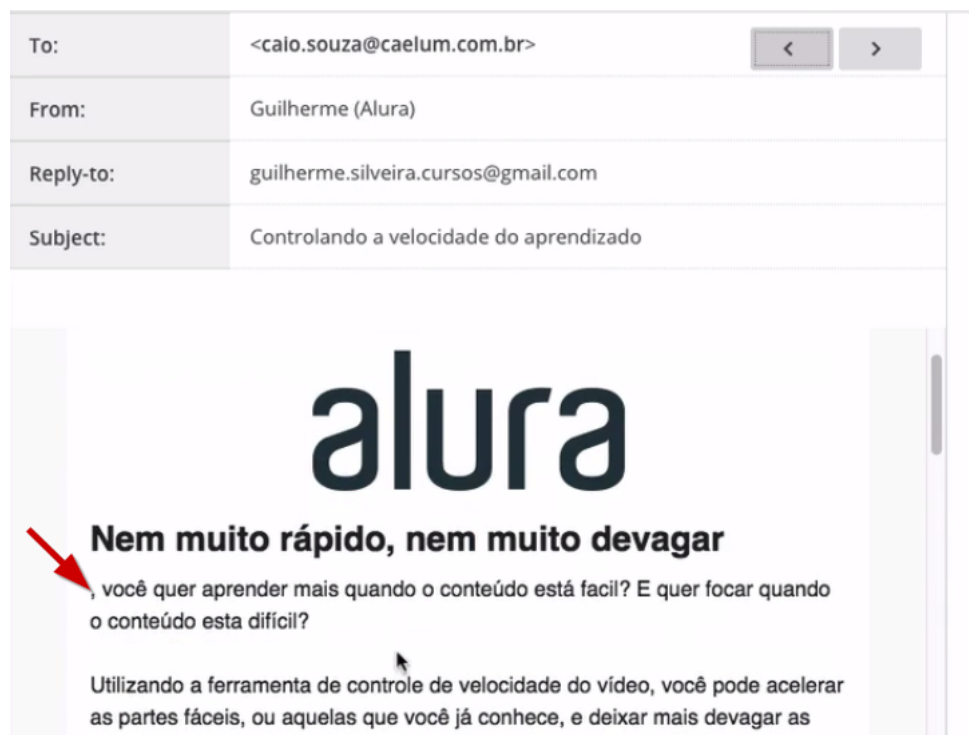 To: <caio.souza@caelum.com.br>
From: Guilherme (Alura)
Reply-to: guilherme.silveira.cursos@gmail.com
Subject: Controlando a velocidade do aprendizado
alura
Nem muito rápido, nem muito devagar
, você quer aprender mais quando o conteúdo está facil? E quer focar quando
o conteúdo esta difícil?
Utilizando a ferramenta de controle de velocidade do vídeo, você pode acelerar
as partes fáceis, ou aquelas que você já conhece, e deixar mais devagar as